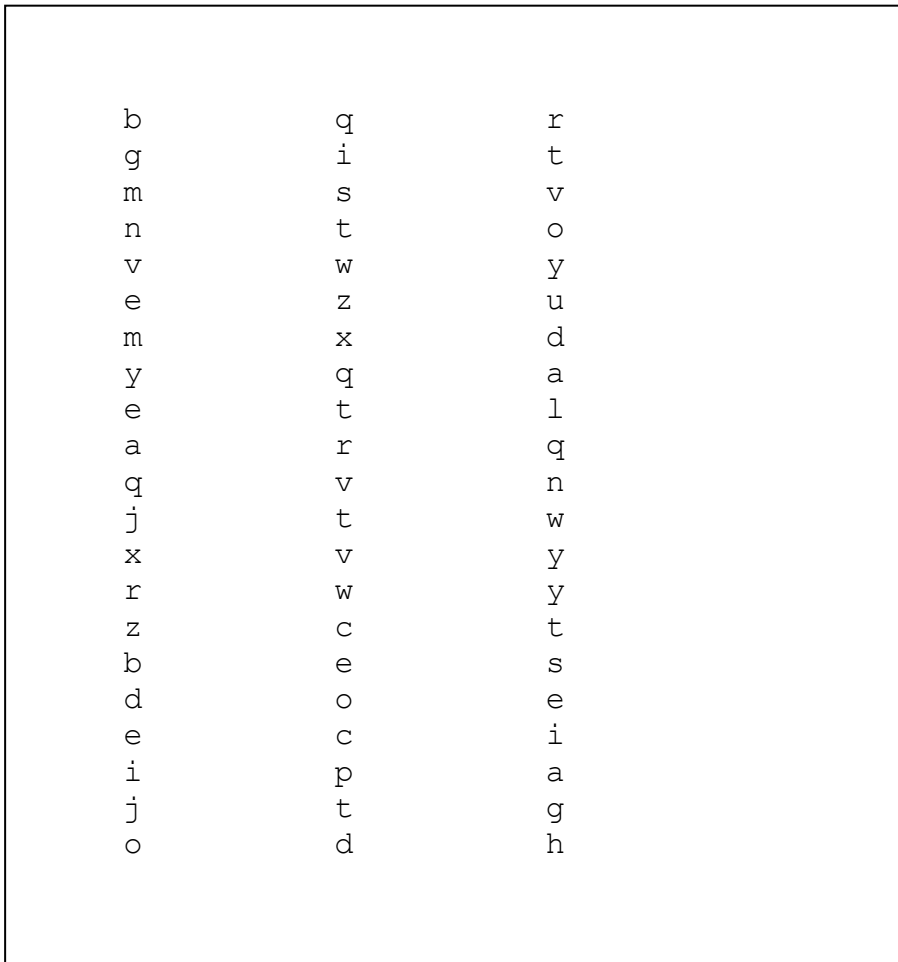 b q r
g i t
m s v
n t o
v w y
e z u
m x d
y q a
e t l
a r q
q v n
j t w
x v y
r w y
z c t
b e s
d o e
e c i
i p a
j t g
o d h